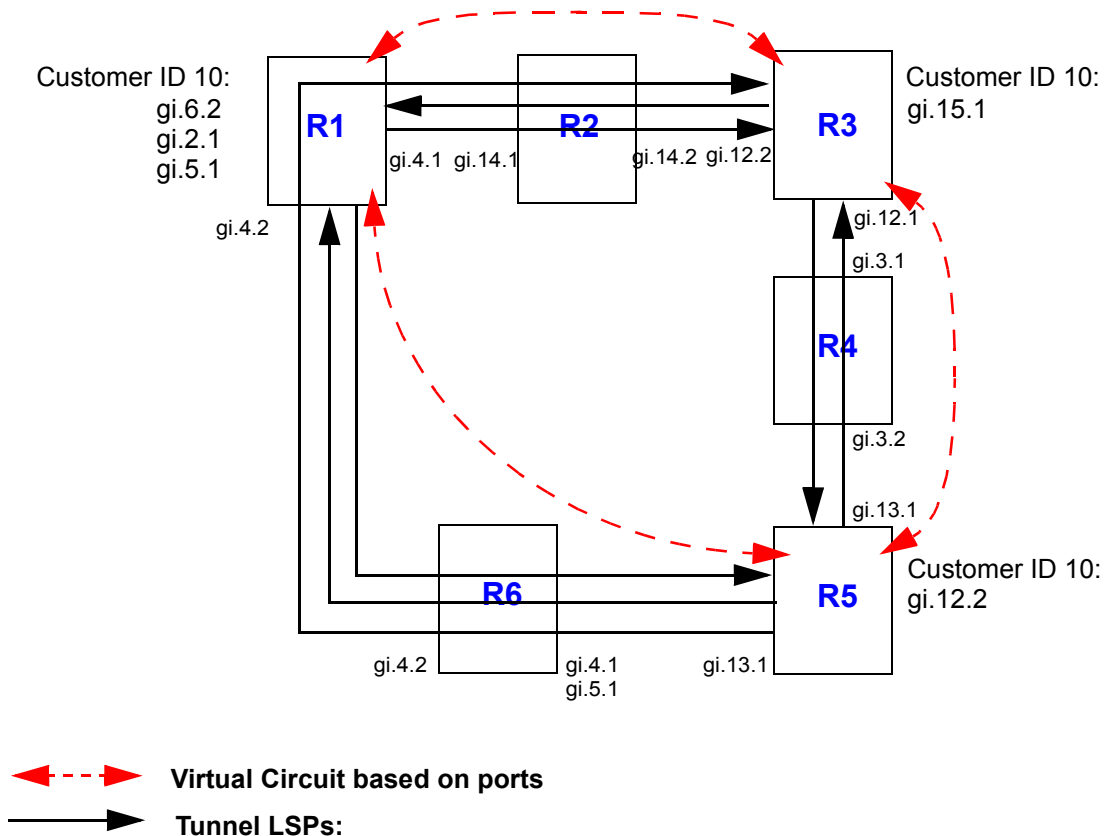 Customer ID 10:
gi.6.2
gi.2.1
gi.5.1
R1
R2
R3
Customer ID 10:
gi.15.1
gi.4.1
gi.14.1
gi.14.2
gi.12.2
gi.4.2
gi.12.1
gi.3.1
R4
gi.3.2
gi.13.1
R6
R5
Customer ID 10:
gi.12.2
gi.4.2
gi.4.1
gi.5.1
gi.13.1
Virtual Circuit based on ports
Tunnel LSPs: